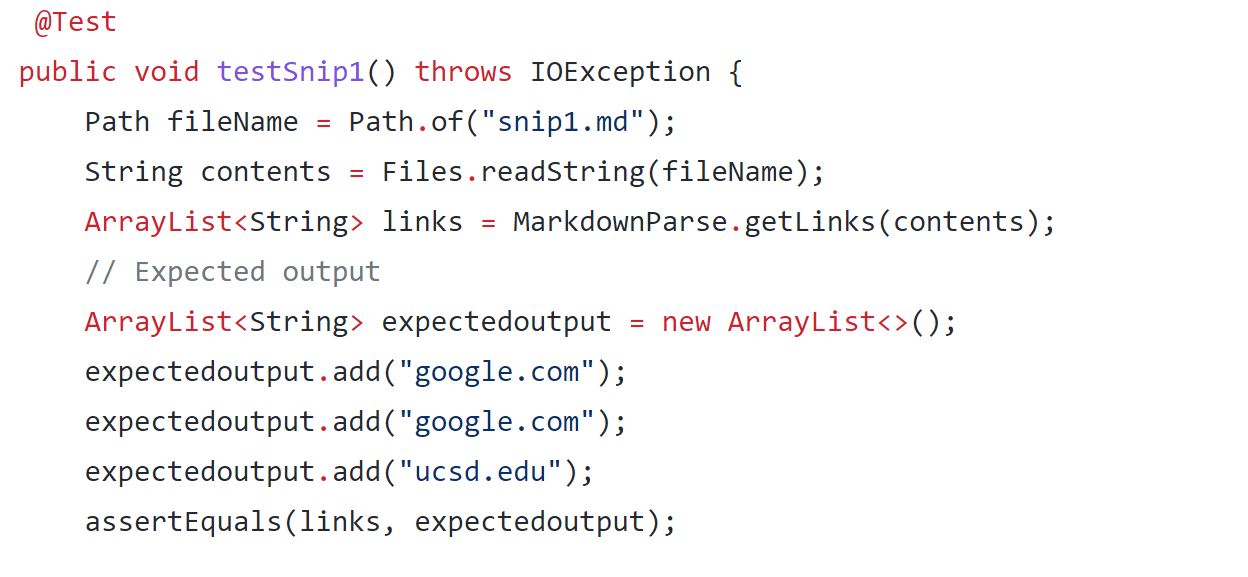 @Test
public void testSnip1() throws IOException {
Path fileName = Path.of("snip1.md");
String contents = Files.readString(fileName);
ArrayList<String> links = MarkdownParse.getLinks(contents);
// Expected output
ArrayList<String> expectedoutput = new ArrayList<>();
expectedoutput.add("google.com");
expectedoutput.add("google.com");
expectedoutput.add("ucsd.edu");
assertEquals(links, expectedoutput);